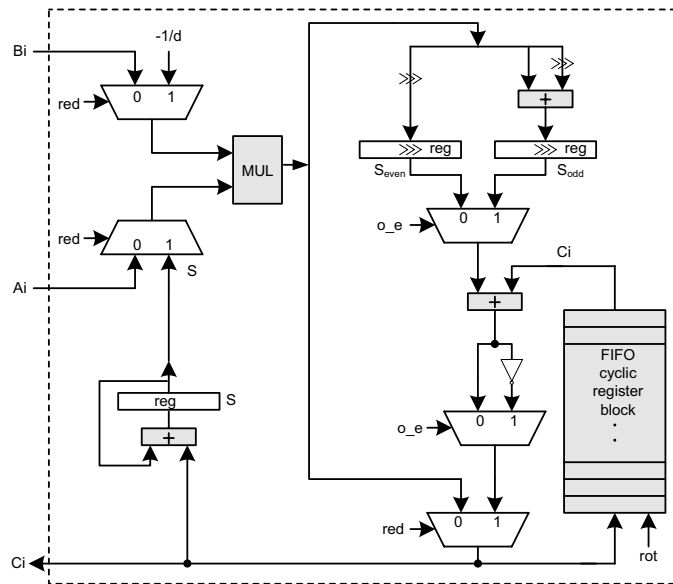 Bi
-1/d
red
0 1
MUL
>>>
>>>
+
>>> reg
>>> reg
Seven
Sodd
o_e
0 1
red
0 1
S
Ai
Ci
+
FIFO
cyclic
register
block
reg
S
+
0 1
o_e
red
0 1
Ci
rot